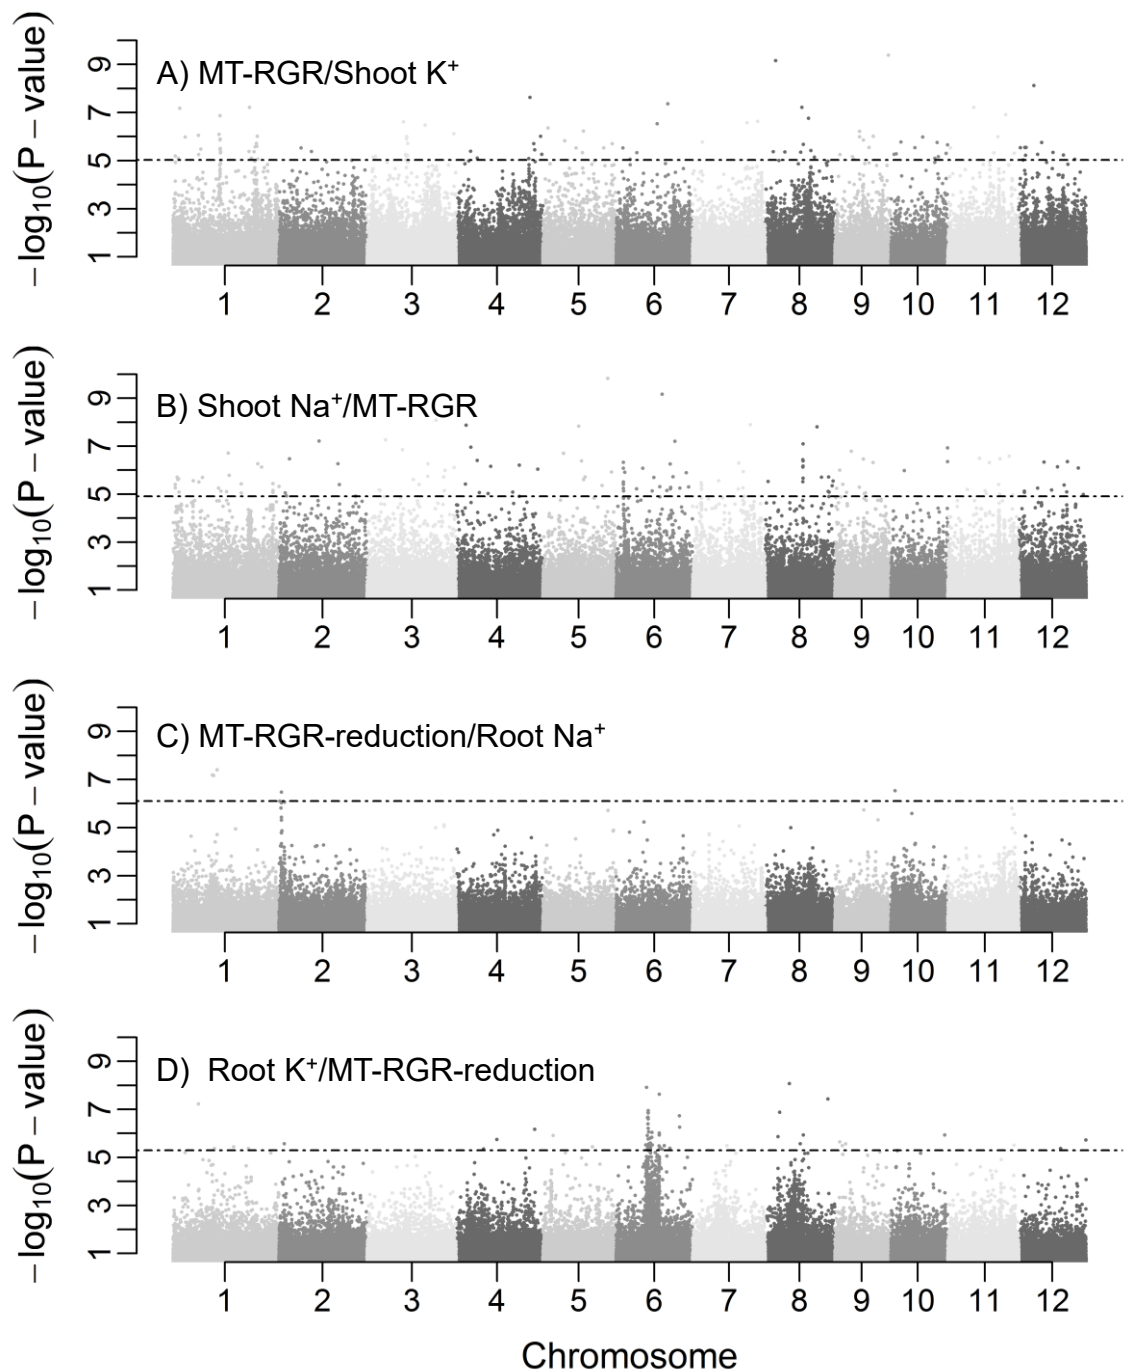 A) MT-RGR/Shoot K⁺
−log₁₀(P−value)
9
7
5
3
1
1 2 3 4 5 6 7 8 9 10 11 12
B) Shoot Na⁺/MT-RGR
−log₁₀(P−value)
9
7
5
3
1
1 2 3 4 5 6 7 8 9 10 11 12
C) MT-RGR-reduction/Root Na⁺
−log₁₀(P−value)
9
7
5
3
1
1 2 3 4 5 6 7 8 9 10 11 12
D) Root K⁺/MT-RGR-reduction
−log₁₀(P−value)
9
7
5
3
1
1 2 3 4 5 6 7 8 9 10 11 12
Chromosome